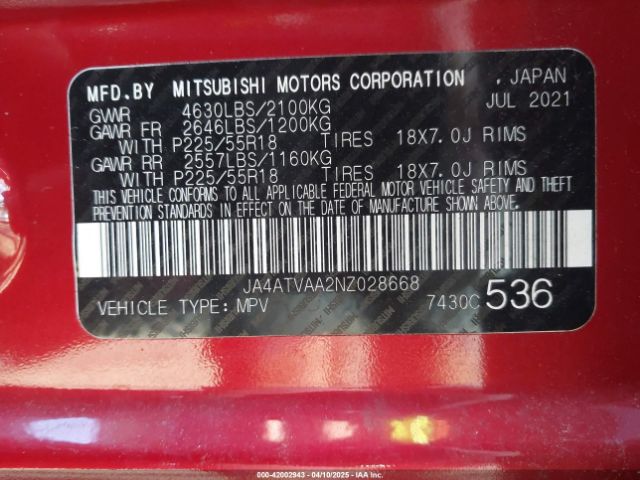 MFD.BY MITSUBISHI MOTORS CORPORATION , JAPAN
GVWR 4630LBS/2100KG JUL 2021
GAWR FR 2646LBS/1200KG
WITH P225/55R18 TIRES 18X7.0J RIMS
GAWR RR 2557LBS/1160KG
WITH P225/55R18 TIRES 18X7.0J RIMS
THIS VEHICLE CONFORMS TO ALL APPLICABLE FEDERAL MOTOR VEHICLE SAFETY AND THEFT
PREVENTION STANDARDS IN EFFECT ON THE DATE OF MANUFACTURE SHOWN ABOVE.
JA4ATVAA2NZ028668
VEHICLE TYPE: MPV 7430C 536
000-42002943 - 04/10/2025 - IAAI.COM